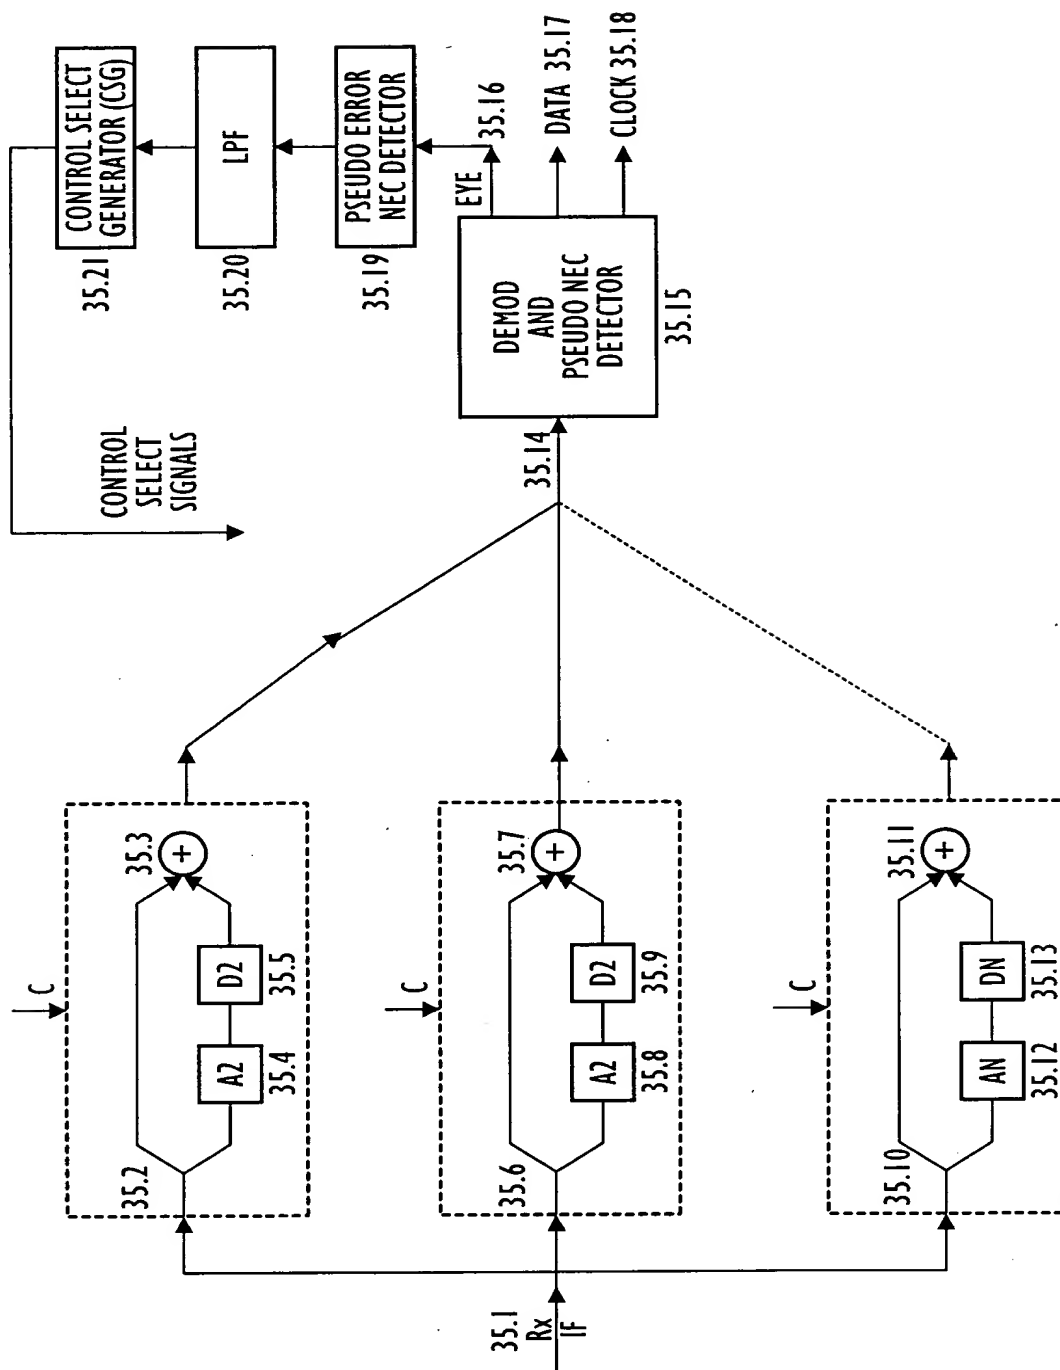 35.1
Rx
IF
35.2
35.3
A2
35.4
D2
35.5
C
35.6
35.7
A2
35.8
D2
35.9
C
35.10
35.11
AN
35.12
DN
35.13
C
35.14
DEMOD
AND
PSEUDO NEC
DETECTOR
35.15
EYE
35.16
DATA 35.17
CLOCK 35.18
PSEUDO ERROR
NEC DETECTOR
35.19
LPF
35.20
CONTROL SELECT
GENERATOR (CSG)
35.21
CONTROL
SELECT
SIGNALS